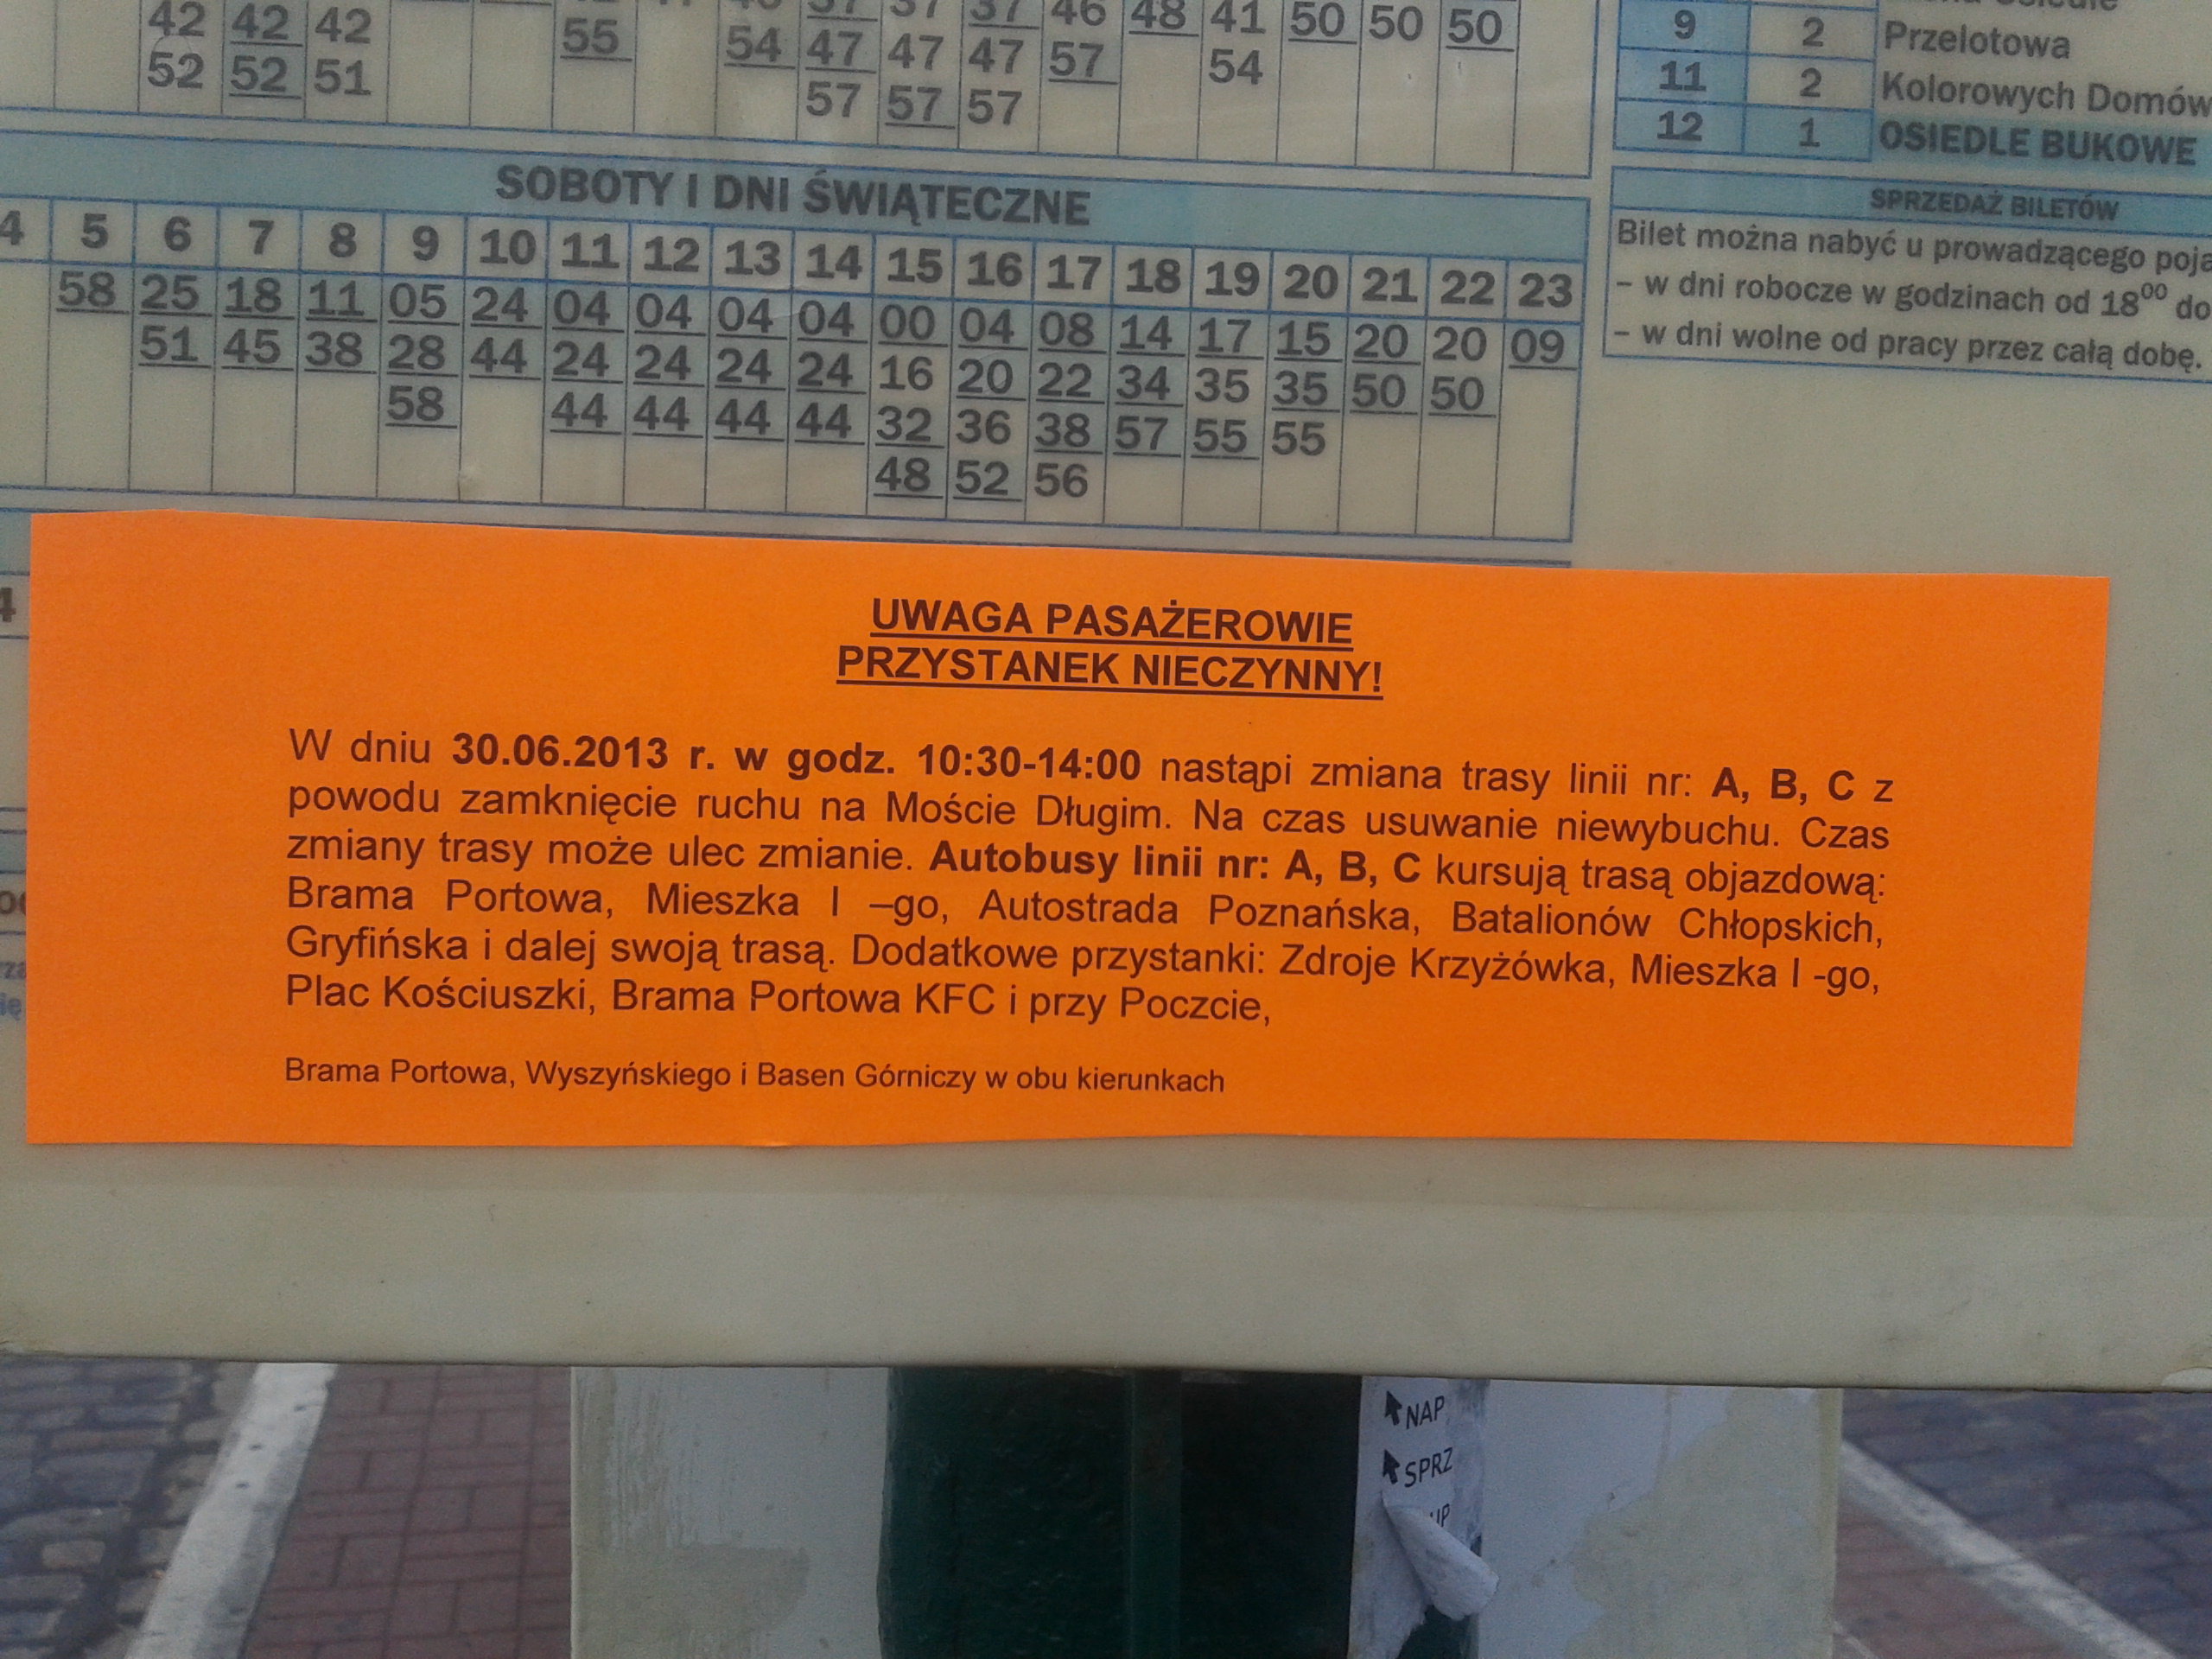 42 42 42 55 54 47 47 47 46 48 41 50 50 50
52 52 51 57 57 57 57 54
9 2 Przelotowa
11 2 Kolorowych Domów
12 1 OSIEDLE BUKOWE
SOBOTY I DNI ŚWIĄTECZNE
4 5 6 7 8 9 10 11 12 13 14 15 16 17 18 19 20 21 22 23
58 25 18 11 05 24 04 04 04 04 00 04 08 14 17 15 20 20 09
51 45 38 28 44 24 24 24 24 16 20 22 34 35 35 50 50
58 44 44 44 44 32 36 38 57 55 55
48 52 56
SPRZEDAŻ BILETÓW
Bilet można nabyć u prowadzącego poja
– w dni robocze w godzinach od 18⁰⁰ do
– w dni wolne od pracy przez całą dobę.
UWAGA PASAŻEROWIE
PRZYSTANEK NIECZYNNY!
W dniu 30.06.2013 r. w godz. 10:30-14:00 nastąpi zmiana trasy linii nr: A, B, C z
powodu zamknięcie ruchu na Moście Długim. Na czas usuwanie niewybuchu. Czas
zmiany trasy może ulec zmianie. Autobusy linii nr: A, B, C kursują trasą objazdową:
Brama Portowa, Mieszka I –go, Autostrada Poznańska, Batalionów Chłopskich,
Gryfińska i dalej swoją trasą. Dodatkowe przystanki: Zdroje Krzyżówka, Mieszka I -go,
Plac Kościuszki, Brama Portowa KFC i przy Poczcie,
Brama Portowa, Wyszyńskiego i Basen Górniczy w obu kierunkach
NAP
SPRZ
UP